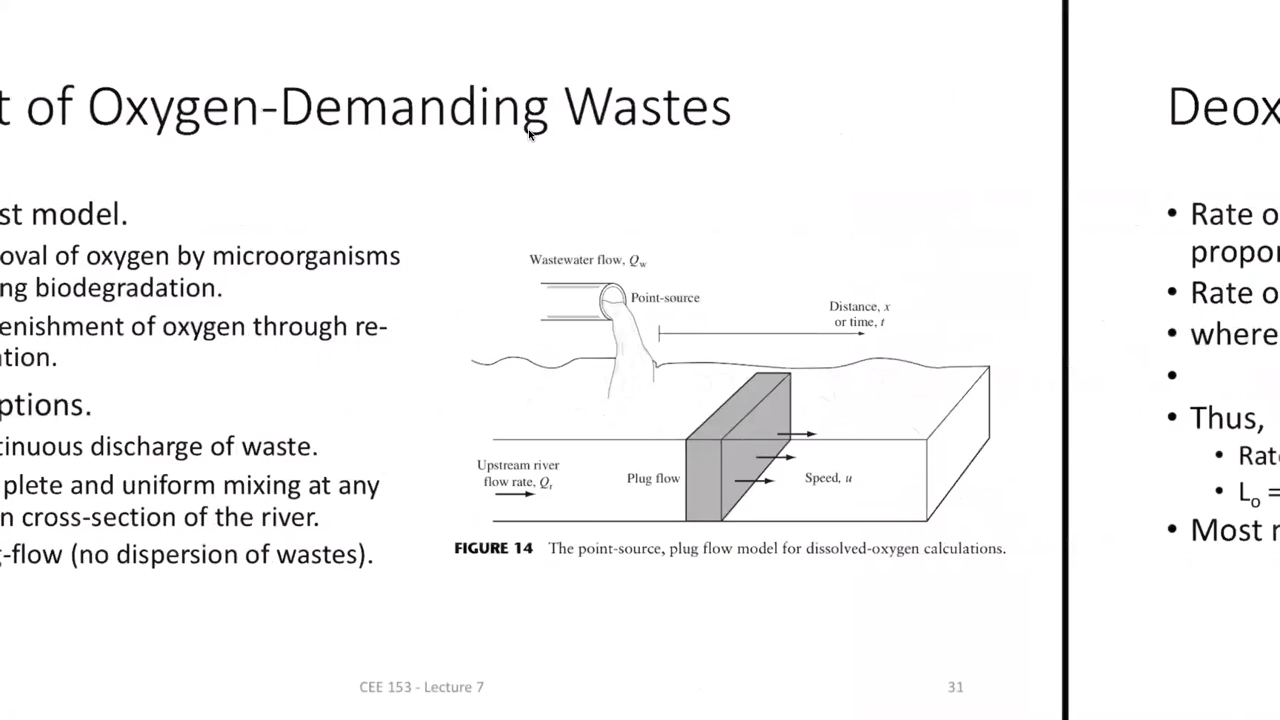 t of Oxygen-Demanding Wastes
st model.
oval of oxygen by microorganisms
ng biodegradation.
enishment of oxygen through re-
ation.
ptions.
tinuous discharge of waste.
plete and uniform mixing at any
n cross-section of the river.
g-flow (no dispersion of wastes).
Wastewater flow, Qw
Point-source
Distance, x
or time, t
Upstream river
flow rate, Qr
Plug flow
Speed, u
FIGURE 14 The point-source, plug flow model for dissolved-oxygen calculations.
CEE 153 - Lecture 7
31
Deox
• Rate o
propor
• Rate o
• where
•
• Thus,
• Rate
• Lo =
• Most r